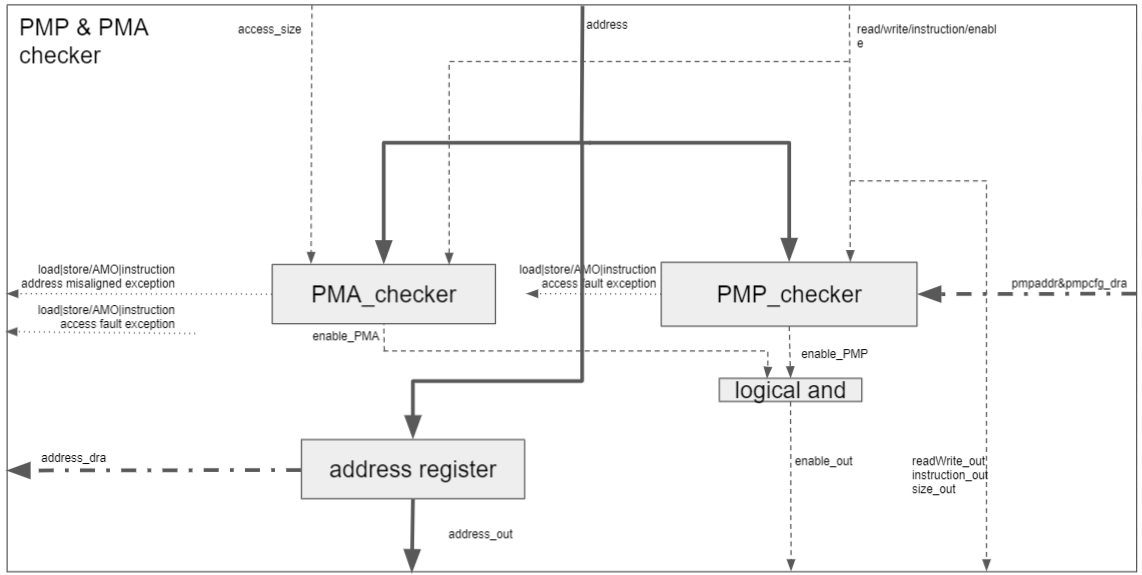 PMP & PMA
checker
access_size
address
read/write/instruction/enabl
e
load|store/AMO|instruction
address misaligned exception
load|store/AMO|instruction
access fault exception
PMA_checker
enable_PMA
load|store/AMO|instruction
access fault exception
PMP_checker
pmpaddr&pmpcfg_dra
enable_PMP
logical and
address_dra
address register
enable_out
readWrite_out
instruction_out
size_out
address_out